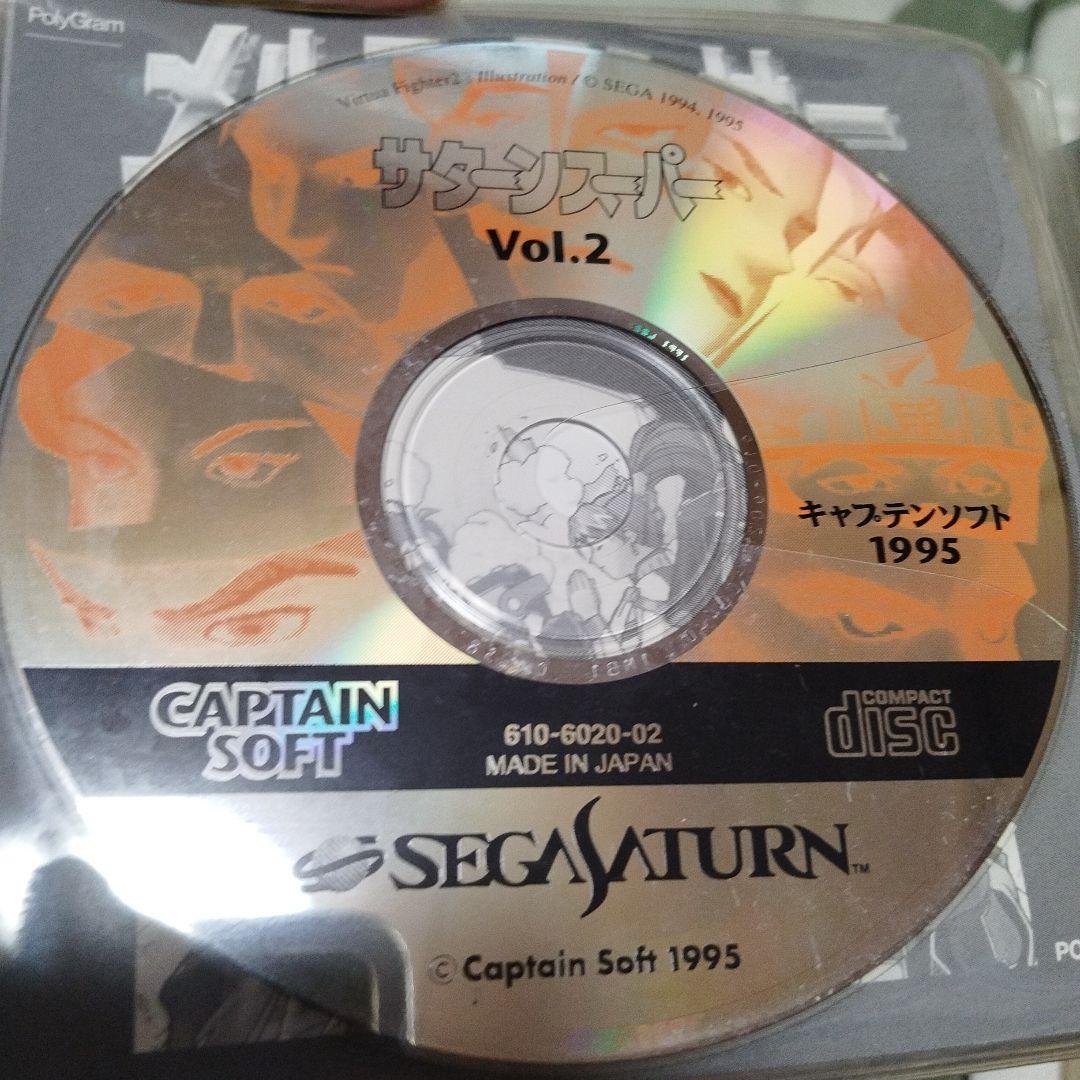 PolyGram
Virtua Fighter2 - Illustration / © SEGA 1994, 1995
サターンスーパー
Vol.2
キャプテンソフト
1995
CAPTAIN
SOFT
610-6020-02
MADE IN JAPAN
COMPACT
disc
SEGA SATURN™
© Captain Soft 1995